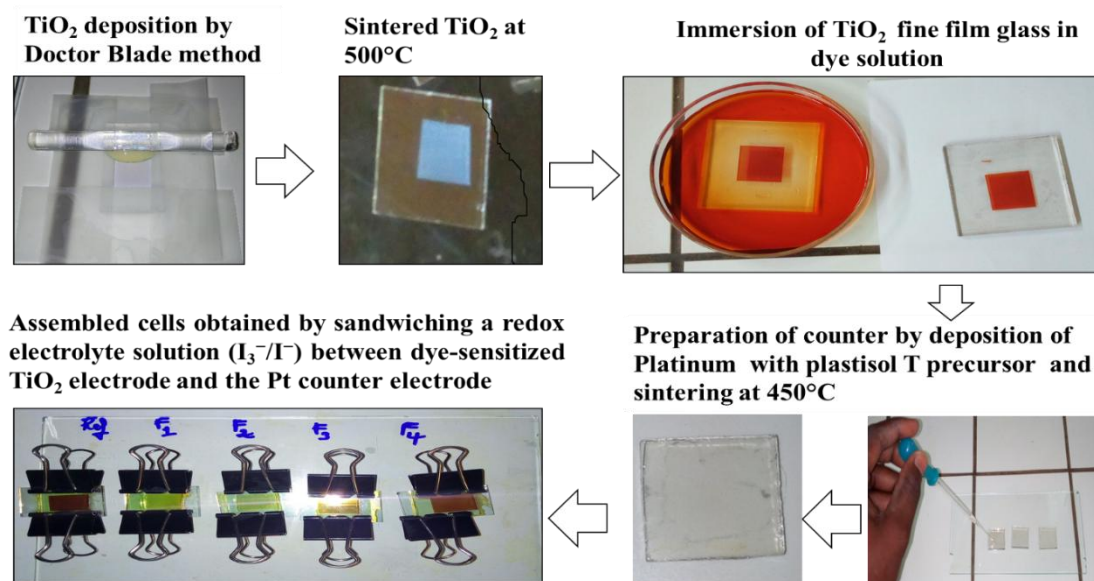 TiO₂ deposition by
Doctor Blade method
Sintered TiO₂ at
500°C
Immersion of TiO₂ fine film glass in
dye solution
Preparation of counter by deposition of
Platinum with plastisol T precursor and
sintering at 450°C
Assembled cells obtained by sandwiching a redox
electrolyte solution (I₃⁻/I⁻) between dye-sensitized
TiO₂ electrode and the Pt counter electrode
Ref F1 F2 F3 F4